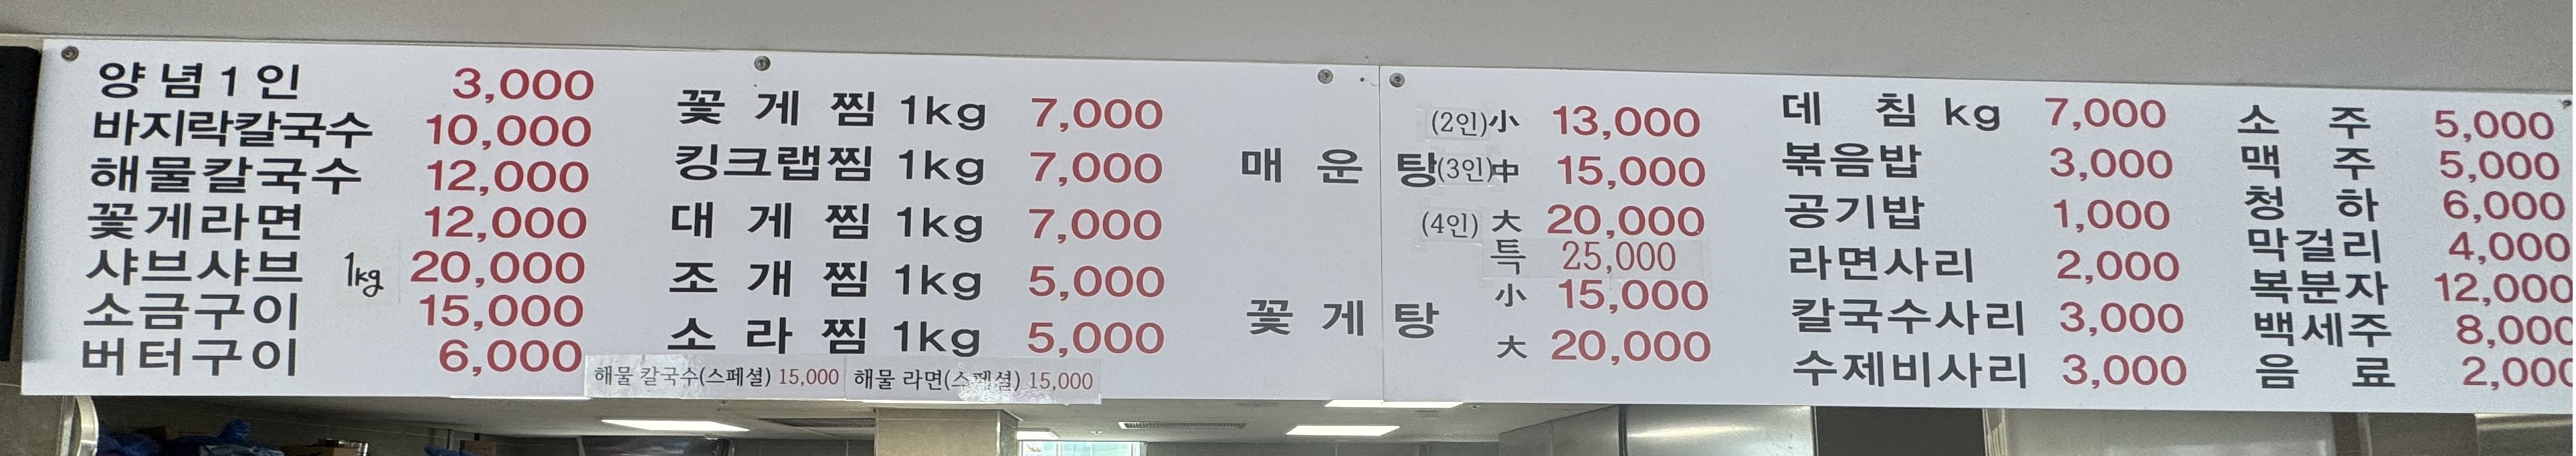 양념1인 3,000
바지락칼국수 10,000
해물칼국수 12,000
꽃게라면 12,000
샤브샤브 1kg 20,000
소금구이 15,000
버터구이 6,000
꽃게찜 1kg 7,000
킹크랩찜 1kg 7,000
대게찜 1kg 7,000
조개찜 1kg 5,000
소라찜 1kg 5,000
해물 칼국수(스페셜) 15,000
해물 라면(스페셜) 15,000
매운탕
(2인)小 13,000
(3인)中 15,000
(4인) 大 20,000
특 25,000
꽃게탕
小 15,000
大 20,000
데침 kg 7,000
볶음밥 3,000
공기밥 1,000
라면사리 2,000
칼국수사리 3,000
수제비사리 3,000
소주 5,000
맥주 5,000
청하 6,000
막걸리 4,000
복분자 12,000
백세주 8,000
음료 2,000